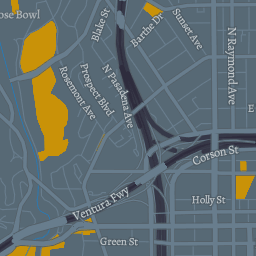 ose Bowl
Blake St
Barthe Dr
Sunset Ave
N Raymond Ave
Rosemont Ave
Prospect Blvd
N Pasadena Ave
E
Corson St
Ventura Fwy
Holly St
Green St